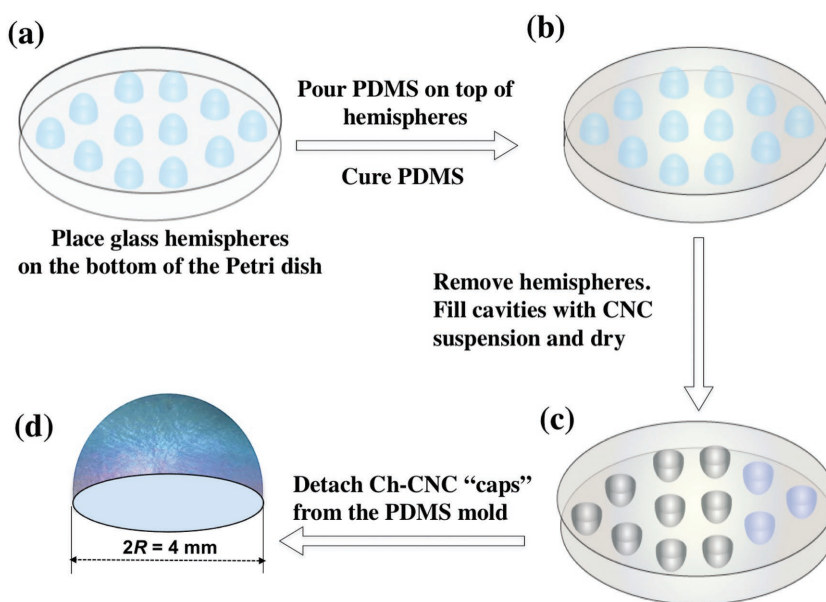 (a)
Place glass hemispheres
on the bottom of the Petri dish
Pour PDMS on top of
hemispheres
Cure PDMS
(b)
Remove hemispheres.
Fill cavities with CNC
suspension and dry
(c)
Detach Ch-CNC “caps”
from the PDMS mold
(d)
2R = 4 mm